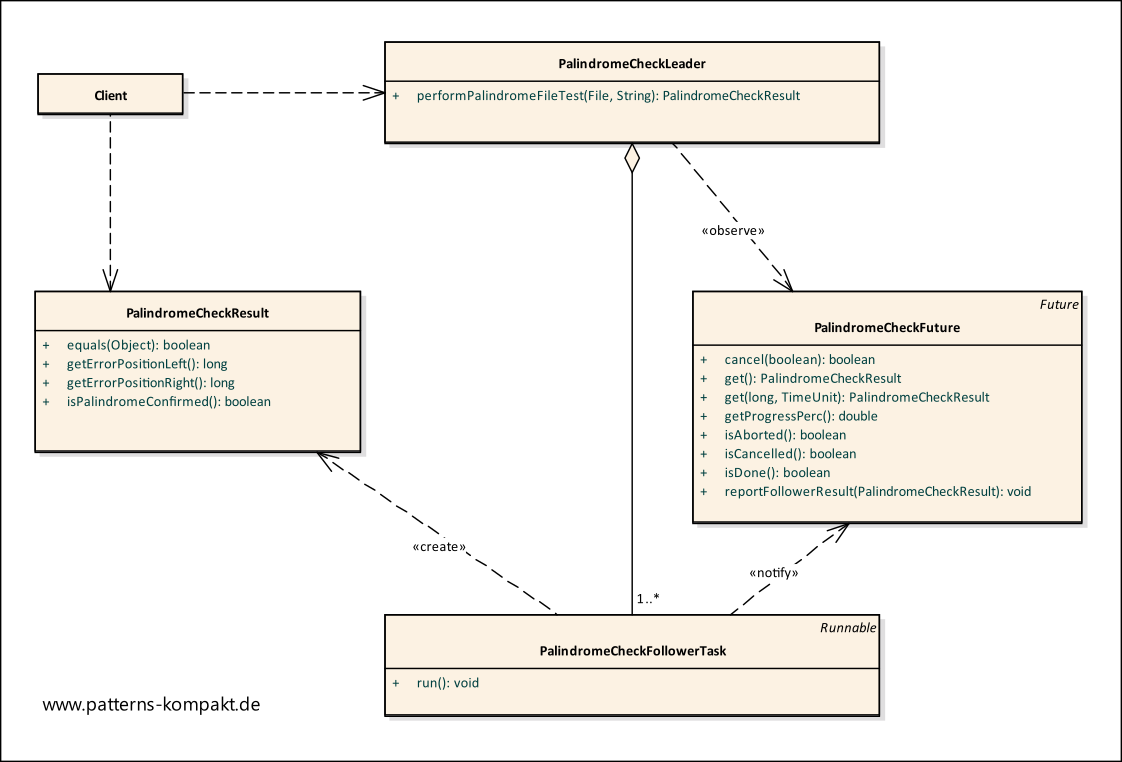 PalindromeCheckLeader
+ performPalindromeFileTest(File, String): PalindromeCheckResult
Client
«observe»
PalindromeCheckResult
+ equals(Object): boolean
+ getErrorPositionLeft(): long
+ getErrorPositionRight(): long
+ isPalindromeConfirmed(): boolean
Future
PalindromeCheckFuture
+ cancel(boolean): boolean
+ get(): PalindromeCheckResult
+ get(long, TimeUnit): PalindromeCheckResult
+ getProgressPerc(): double
+ isAborted(): boolean
+ isCancelled(): boolean
+ isDone(): boolean
+ reportFollowerResult(PalindromeCheckResult): void
«create»
«notify»
1..*
Runnable
PalindromeCheckFollowerTask
+ run(): void
www.patterns-kompakt.de